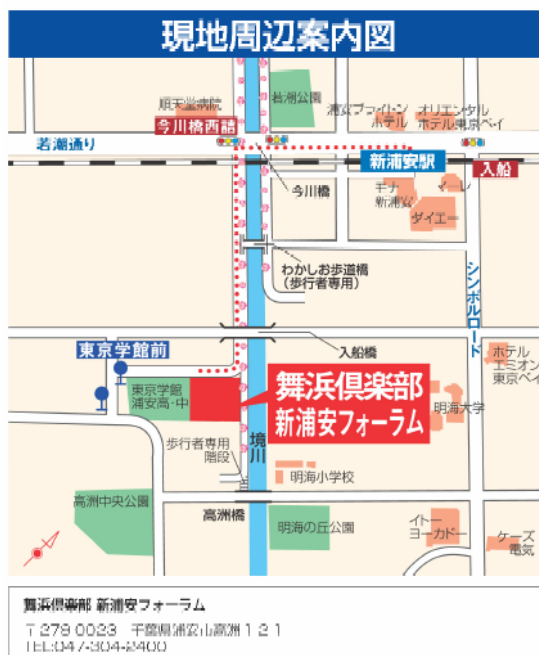 現地周辺案内図
順天堂病院
若潮公園
浦安ブライトン
ホテル
オリエンタル
ホテル東京ベイ
今川橋西詰
若潮通り
新浦安駅
入船
今川橋
モナ
新浦安
マーレ
ダイエー
わかしお歩道橋
(歩行者専用)
シンボルロード
入船橋
東京学館前
ホテル
エミオン
東京ベイ
東京学館
浦安高・中
舞浜倶楽部
新浦安フォーラム
明海大学
歩行者専用
階段
境川
明海小学校
高洲中央公園
高洲橋
明海の丘公園
イトー
ヨーカドー
ケーズ
電気
舞浜倶楽部 新浦安フォーラム
〒279 0023 千葉県浦安市高洲1 2 1
TEL:047-304-2400